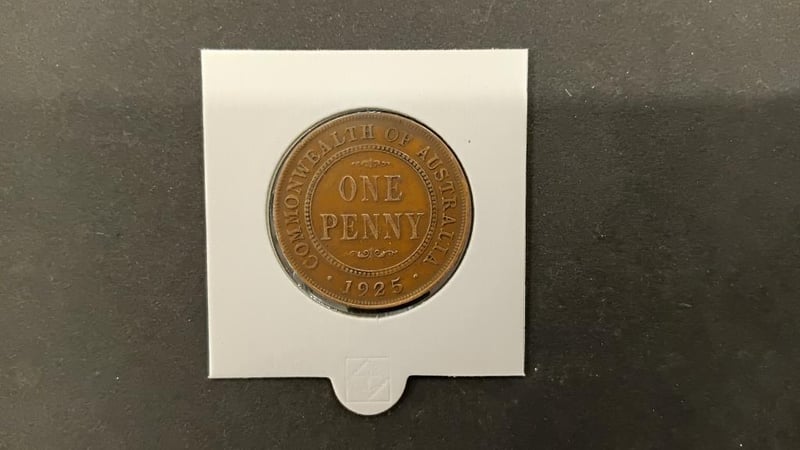 COMMONWEALTH OF AUSTRALIA
ONE
PENNY
· 1925 ·